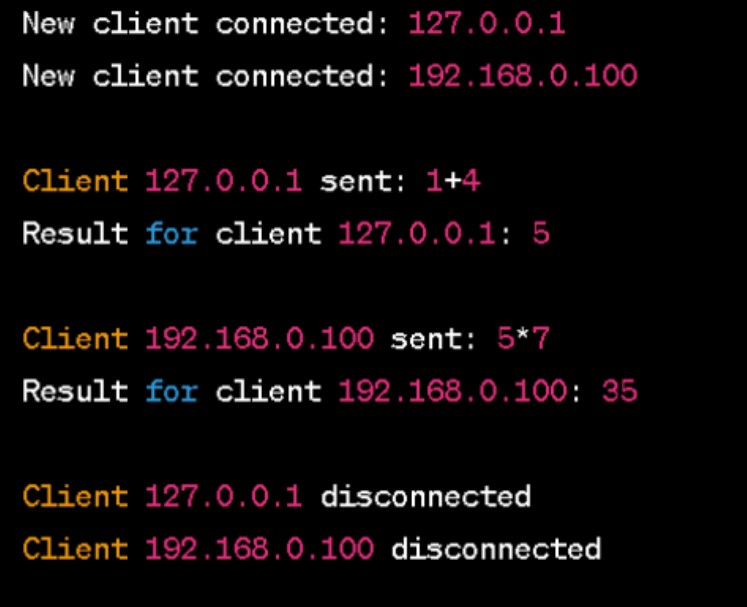 New client connected: 127.0.0.1
New client connected: 192.168.0.100
Client 127.0.0.1 sent: 1+4
Result for client 127.0.0.1: 5
Client 192.168.0.100 sent: 5*7
Result for client 192.168.0.100: 35
Client 127.0.0.1 disconnected
Client 192.168.0.100 disconnected